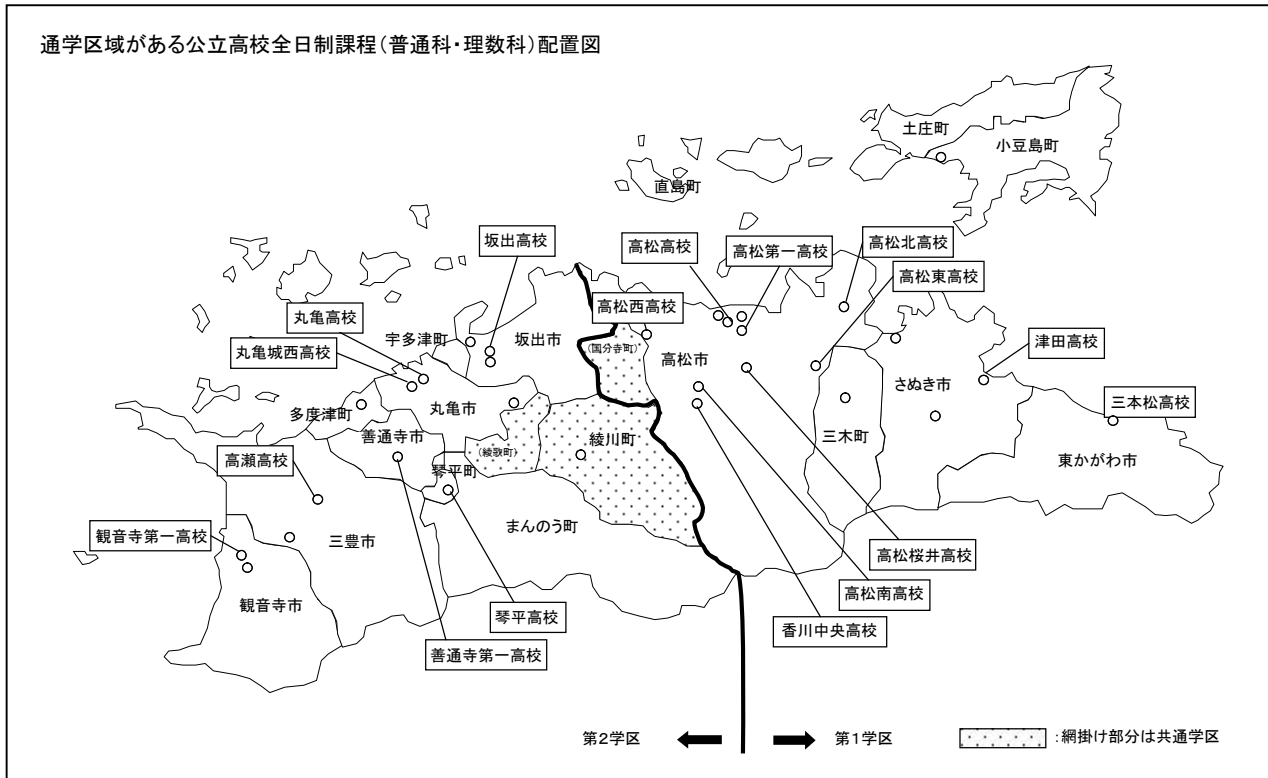 通学区域がある公立高校全日制課程(普通科・理数科)配置図
土庄町
小豆島町
直島町
坂出高校
高松高校
高松第一高校
高松北高校
高松東高校
高松西高校
丸亀高校
宇多津町
坂出市
(国分寺町)
高松市
津田高校
丸亀城西高校
さぬき市
三本松高校
多度津町
丸亀市
善通寺市
(綾歌町)
綾川町
三木町
東かがわ市
高瀬高校
琴平町
まんのう町
観音寺第一高校
三豊市
高松桜井高校
観音寺市
琴平高校
高松南高校
香川中央高校
善通寺第一高校
第2学区
第1学区
:網掛け部分は共通学区